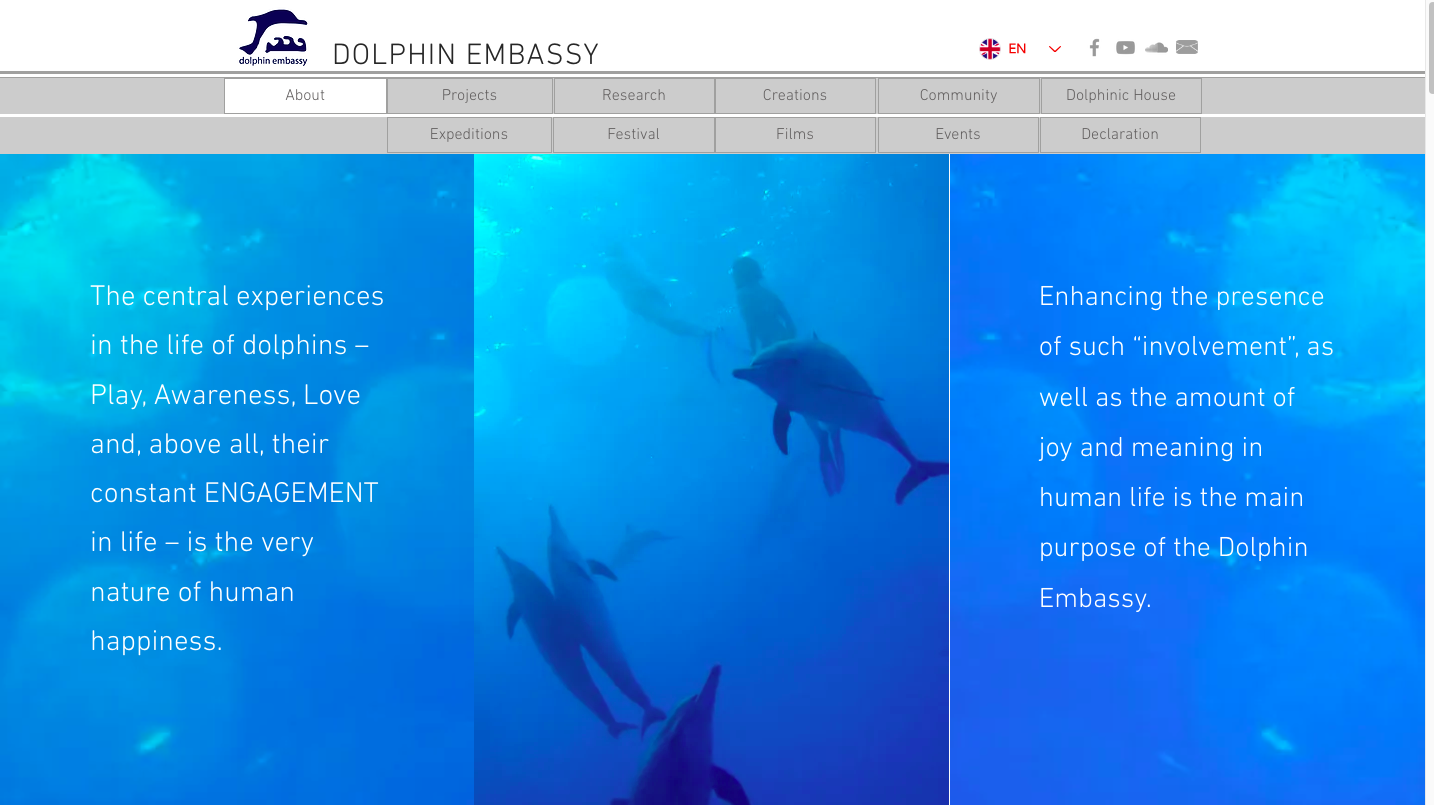 dolphin embassy
DOLPHIN EMBASSY
EN
About
Projects
Research
Creations
Community
Dolphinic House
Expeditions
Festival
Films
Events
Declaration
The central experiences
in the life of dolphins –
Play, Awareness, Love
and, above all, their
constant ENGAGEMENT
in life – is the very
nature of human
happiness.
Enhancing the presence
of such “involvement”, as
well as the amount of
joy and meaning in
human life is the main
purpose of the Dolphin
Embassy.